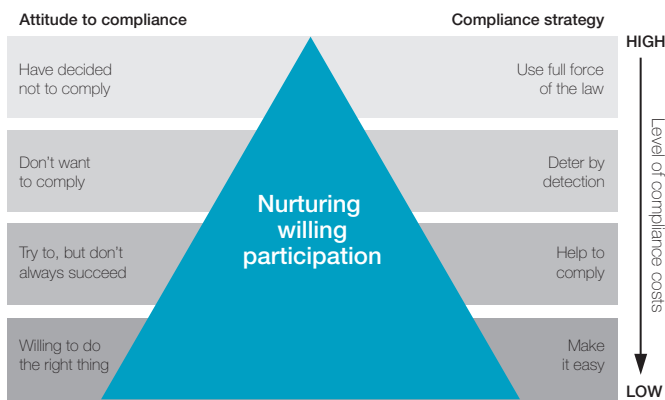 Attitude to compliance
Compliance strategy
HIGH
Have decided
not to comply
Use full force
of the law
Don't want
to comply
Deter by
detection
Nurturing
willing
participation
Try to, but don't
always succeed
Help to
comply
Willing to do
the right thing
Make
it easy
Level of compliance costs
LOW